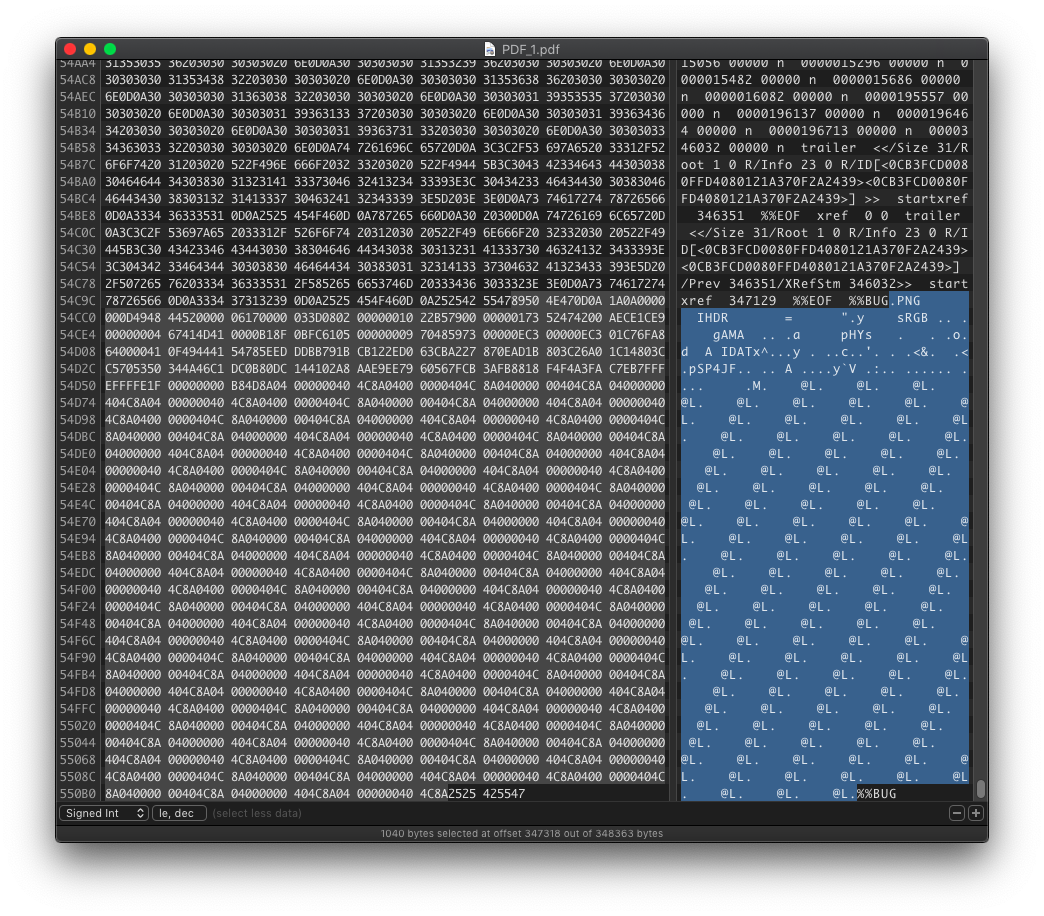 PDF_1.pdf
54AA4 31353035 36203030 30303020 6E0D0A30 30303030 31353239 36203030 30303020 6E0D0A30 15056 00000 n  0000015296 00000 n  0
54AC8 30303030 31353438 32203030 30303020 6E0D0A30 30303030 31353638 36203030 30303020 000015482 00000 n  0000015686 00000
54AEC 6E0D0A30 30303030 31363038 32203030 30303020 6E0D0A30 30303031 39353535 37203030 n  0000016082 00000 n  0000195557 00
54B10 30303020 6E0D0A30 30303031 39363133 37203030 30303020 6E0D0A30 30303031 39363436 000 n  0000196137 00000 n  000019646
54B34 34203030 30303020 6E0D0A30 30303031 39363731 33203030 30303020 6E0D0A30 30303033 4 00000 n  0000196713 00000 n  00003
54B58 34363033 32203030 30303020 6E0D0A74 7261696C 65720D0A 3C3C2F53 697A6520 33312F52 46032 00000 n  trailer  <</Size 31/R
54B7C 6F6F7420 31203020 522F496E 666F2032 33203020 522F4944 5B3C3043 42334643 44303038 oot 1 0 R/Info 23 0 R/ID[<0CB3FCD008
54BA0 30464644 34303830 31323141 33373046 32413234 33393E3C 30434233 46434430 30383046 0FFD4080121A370F2A2439><0CB3FCD0080F
54BC4 46443430 38303132 31413337 30463241 32343339 3E5D203E 3E0D0A73 74617274 78726566 FD4080121A370F2A2439>] >>  startxref
54BE8 0D0A3334 36333531 0D0A2525 454F460D 0A787265 660D0A30 20300D0A 74726169 6C65720D   346351  %%EOF  xref  0 0  trailer
54C0C 0A3C3C2F 53697A65 2033312F 526F6F74 20312030 20522F49 6E666F20 32332030 20522F49  <</Size 31/Root 1 0 R/Info 23 0 R/I
54C30 445B3C30 43423346 43443030 38304646 44343038 30313231 41333730 46324132 3433393E D[<0CB3FCD0080FFD4080121A370F2A2439>
54C54 3C304342 33464344 30303830 46464434 30383031 32314133 37304632 41323433 393E5D20 <0CB3FCD0080FFD4080121A370F2A2439>]
54C78 2F507265 76203334 36333531 2F585265 6653746D 20333436 3033323E 3E0D0A73 74617274 /Prev 346351/XRefStm 346032>>  start
54C9C 78726566 0D0A3334 37313239 0D0A2525 454F460D 0A252542 55478950 4E470D0A 1A0A0000 xref  347129  %%EOF  %%BUG.PNG
54CC0 000D4948 44520000 06170000 033D0802 00000010 22B57900 00000173 52474200 AECE1CE9   IHDR       =      ".y    sRGB .. .
54CE4 00000004 67414D41 0000B18F 0BFC6105 00000009 70485973 00000EC3 00000EC3 01C76FA8     gAMA  .. .a    pHYs   .   . .o.
54D08 64000041 0F494441 54785EED DDBB791B CB122ED0 63CBA227 870EAD1B 803C26A0 1C14803C d  A IDATx^...y . ..c..'. . .<&. .<
54D2C C5705350 344A46C1 DC0B80DC 144102A8 AAE9EE79 60567FCB 3AFB8818 F4F4A3FA C7EB7FFF .pSP4JF.. .. A ....y`V .:.. ...... .
54D50 EFFFFE1F 00000000 B84D8A04 00000040 4C8A0400 0000404C 8A040000 00404C8A 04000000 ...     .M.    @L.    @L.    @L.
54D74 404C8A04 00000040 4C8A0400 0000404C 8A040000 00404C8A 04000000 404C8A04 00000040 @L.    @L.    @L.    @L.    @L.    @
54D98 4C8A0400 0000404C 8A040000 00404C8A 04000000 404C8A04 00000040 4C8A0400 0000404C L.    @L.    @L.    @L.    @L.    @L
54DBC 8A040000 00404C8A 04000000 404C8A04 00000040 4C8A0400 0000404C 8A040000 00404C8A .    @L.    @L.    @L.    @L.    @L.
54DE0 04000000 404C8A04 00000040 4C8A0400 0000404C 8A040000 00404C8A 04000000 404C8A04 @L.    @L.    @L.    @L.    @L.
54E04 00000040 4C8A0400 0000404C 8A040000 00404C8A 04000000 404C8A04 00000040 4C8A0400 @L.    @L.    @L.    @L.    @L.
54E28 0000404C 8A040000 00404C8A 04000000 404C8A04 00000040 4C8A0400 0000404C 8A040000 @L.    @L.    @L.    @L.    @L.
54E4C 00404C8A 04000000 404C8A04 00000040 4C8A0400 0000404C 8A040000 00404C8A 04000000 @L.    @L.    @L.    @L.    @L.
54E70 404C8A04 00000040 4C8A0400 0000404C 8A040000 00404C8A 04000000 404C8A04 00000040 @L.    @L.    @L.    @L.    @L.    @
54E94 4C8A0400 0000404C 8A040000 00404C8A 04000000 404C8A04 00000040 4C8A0400 0000404C L.    @L.    @L.    @L.    @L.    @L
54EB8 8A040000 00404C8A 04000000 404C8A04 00000040 4C8A0400 0000404C 8A040000 00404C8A .    @L.    @L.    @L.    @L.    @L.
54EDC 04000000 404C8A04 00000040 4C8A0400 0000404C 8A040000 00404C8A 04000000 404C8A04 @L.    @L.    @L.    @L.    @L.
54F00 00000040 4C8A0400 0000404C 8A040000 00404C8A 04000000 404C8A04 00000040 4C8A0400 @L.    @L.    @L.    @L.    @L.
54F24 0000404C 8A040000 00404C8A 04000000 404C8A04 00000040 4C8A0400 0000404C 8A040000 @L.    @L.    @L.    @L.    @L.
54F48 00404C8A 04000000 404C8A04 00000040 4C8A0400 0000404C 8A040000 00404C8A 04000000 @L.    @L.    @L.    @L.    @L.
54F6C 404C8A04 00000040 4C8A0400 0000404C 8A040000 00404C8A 04000000 404C8A04 00000040 @L.    @L.    @L.    @L.    @L.    @
54F90 4C8A0400 0000404C 8A040000 00404C8A 04000000 404C8A04 00000040 4C8A0400 0000404C L.    @L.    @L.    @L.    @L.    @L
54FB4 8A040000 00404C8A 04000000 404C8A04 00000040 4C8A0400 0000404C 8A040000 00404C8A .    @L.    @L.    @L.    @L.    @L.
54FD8 04000000 404C8A04 00000040 4C8A0400 0000404C 8A040000 00404C8A 04000000 404C8A04 @L.    @L.    @L.    @L.    @L.
54FFC 00000040 4C8A0400 0000404C 8A040000 00404C8A 04000000 404C8A04 00000040 4C8A0400 @L.    @L.    @L.    @L.    @L.
55020 0000404C 8A040000 00404C8A 04000000 404C8A04 00000040 4C8A0400 0000404C 8A040000 @L.    @L.    @L.    @L.    @L.
55044 00404C8A 04000000 404C8A04 00000040 4C8A0400 0000404C 8A040000 00404C8A 04000000 @L.    @L.    @L.    @L.    @L.
55068 404C8A04 00000040 4C8A0400 0000404C 8A040000 00404C8A 04000000 404C8A04 00000040 @L.    @L.    @L.    @L.    @L.    @
5508C 4C8A0400 0000404C 8A040000 00404C8A 04000000 404C8A04 00000040 4C8A0400 0000404C L.    @L.    @L.    @L.    @L.    @L
550B0 8A040000 00404C8A 04000000 404C8A04 00000040 4C8A2525 425547 .    @L.    @L.    @L.%%BUG
Signed Int le, dec (select less data)
1040 bytes selected at offset 347318 out of 348363 bytes